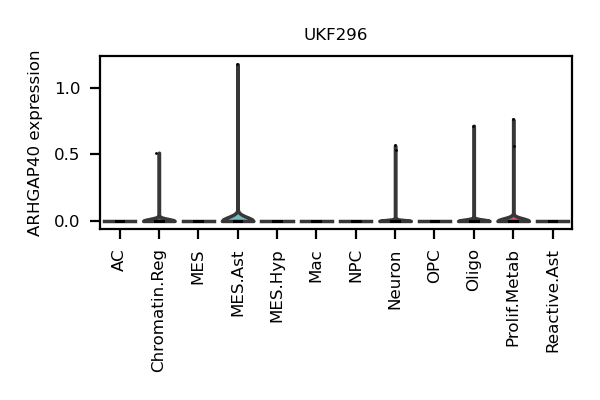 UKF296
ARHGAP40 expression
1.0
0.5
0.0
AC
Chromatin.Reg
MES
MES.Ast
MES.Hyp
Mac
NPC
Neuron
OPC
Oligo
Prolif.Metab
Reactive.Ast